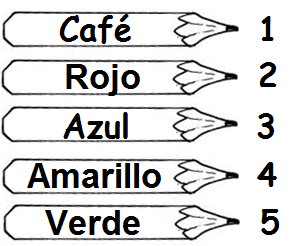 Café 1
Rojo 2
Azul 3
Amarillo 4
Verde 5